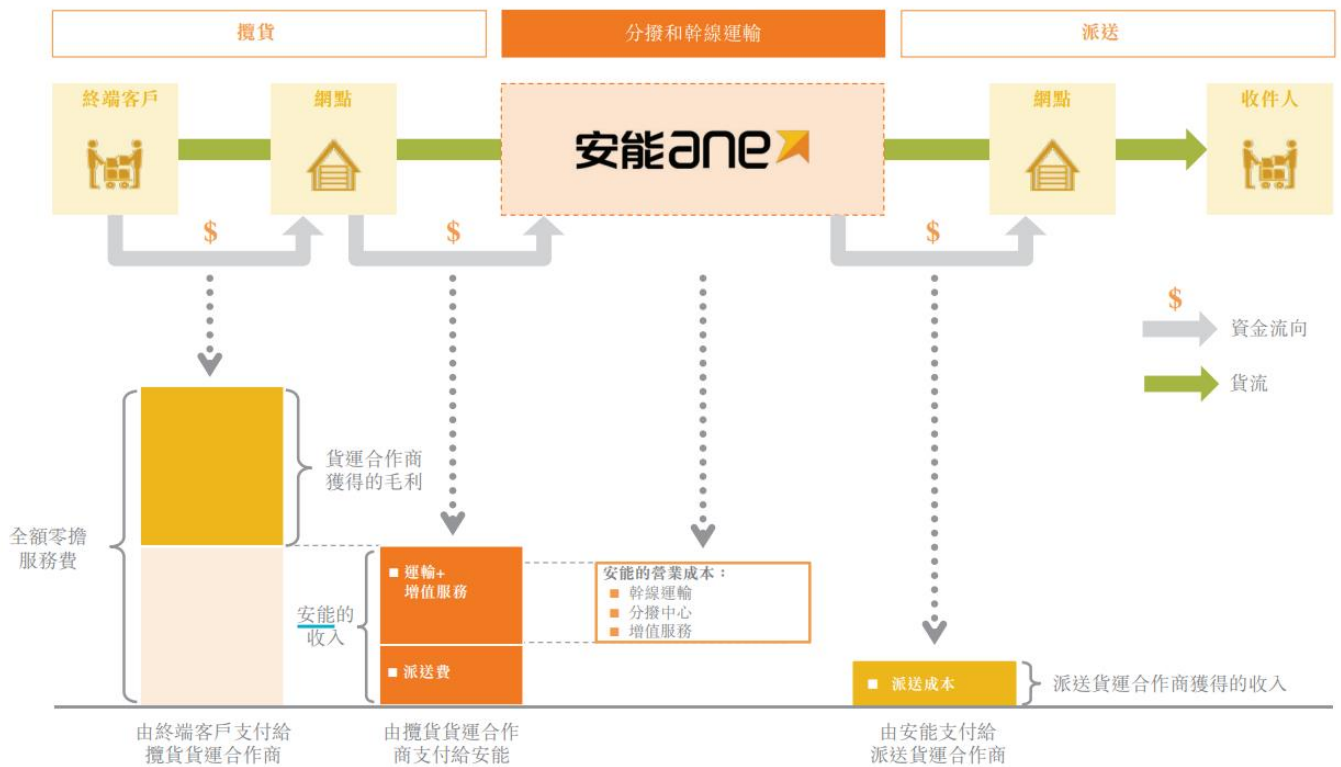 攬貨
分撥和幹線運輸
派送
終端客戶
網點
安能ane
網點
收件人
$
$
$
$
資金流向
貨流
貨運合作商
獲得的毛利
全額零擔
服務費
■ 運輸+
增值服務
安能的
收入
■ 派送費
安能的營業成本：
■ 幹線運輸
■ 分撥中心
■ 增值服務
■ 派送成本
派送貨運合作商獲得的收入
由終端客戶支付給
攬貨貨運合作商
由攬貨貨運合作
商支付給安能
由安能支付給
派送貨運合作商